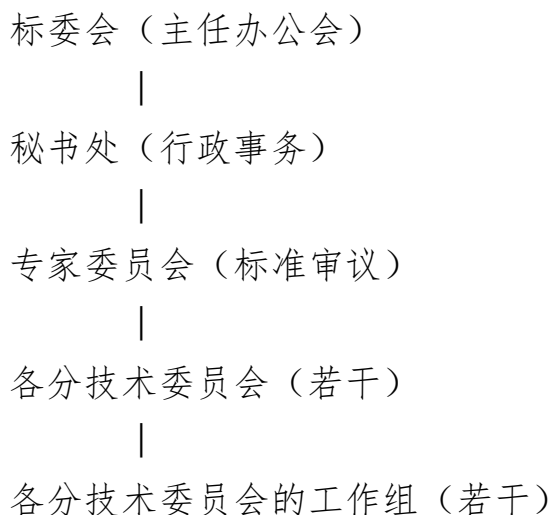 标委会（主任办公会）
秘书处（行政事务）
专家委员会（标准审议）
各分技术委员会（若干）
各分技术委员会的工作组（若干）